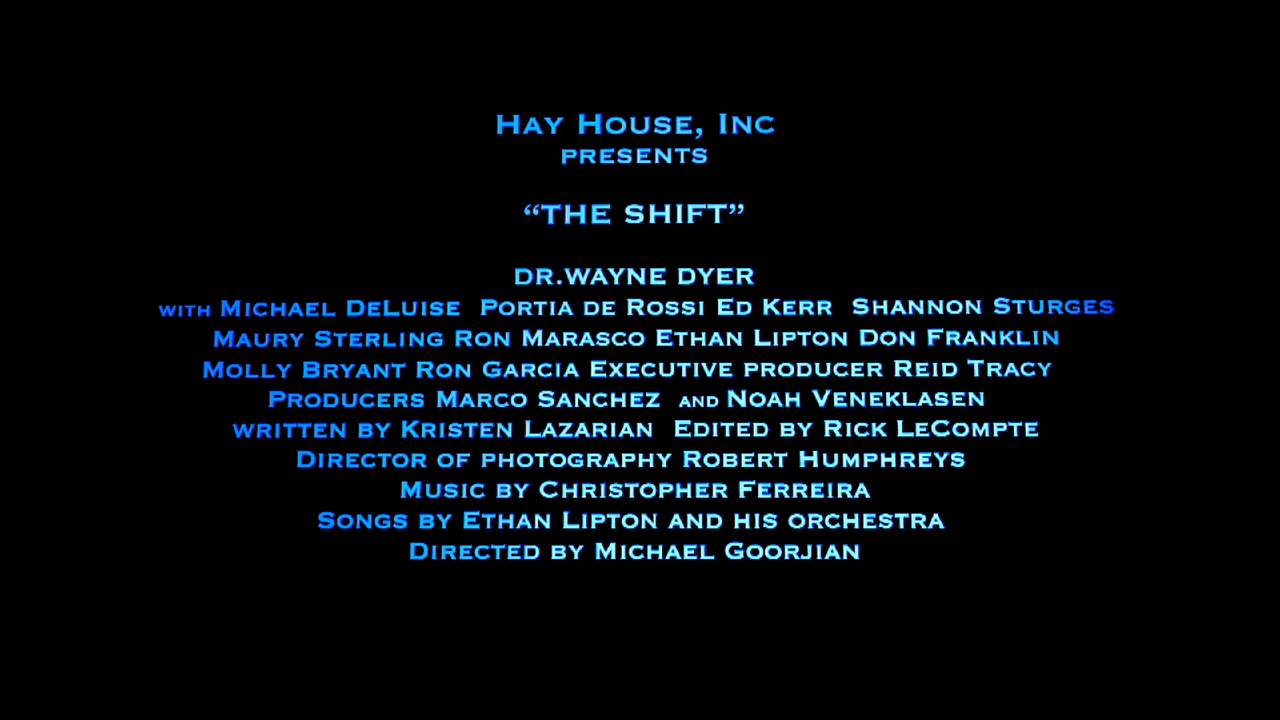 Hay House, Inc
presents
“THE SHIFT”
DR.WAYNE DYER
with Michael DeLuise Portia de Rossi Ed Kerr Shannon Sturges
Maury Sterling Ron Marasco Ethan Lipton Don Franklin
Molly Bryant Ron Garcia Executive producer Reid Tracy
Producers Marco Sanchez and Noah Veneklasen
written by Kristen Lazarian Edited by Rick LeCompte
Director of photography Robert Humphreys
Music by Christopher Ferreira
Songs by Ethan Lipton and his orchestra
Directed by Michael Goorjian